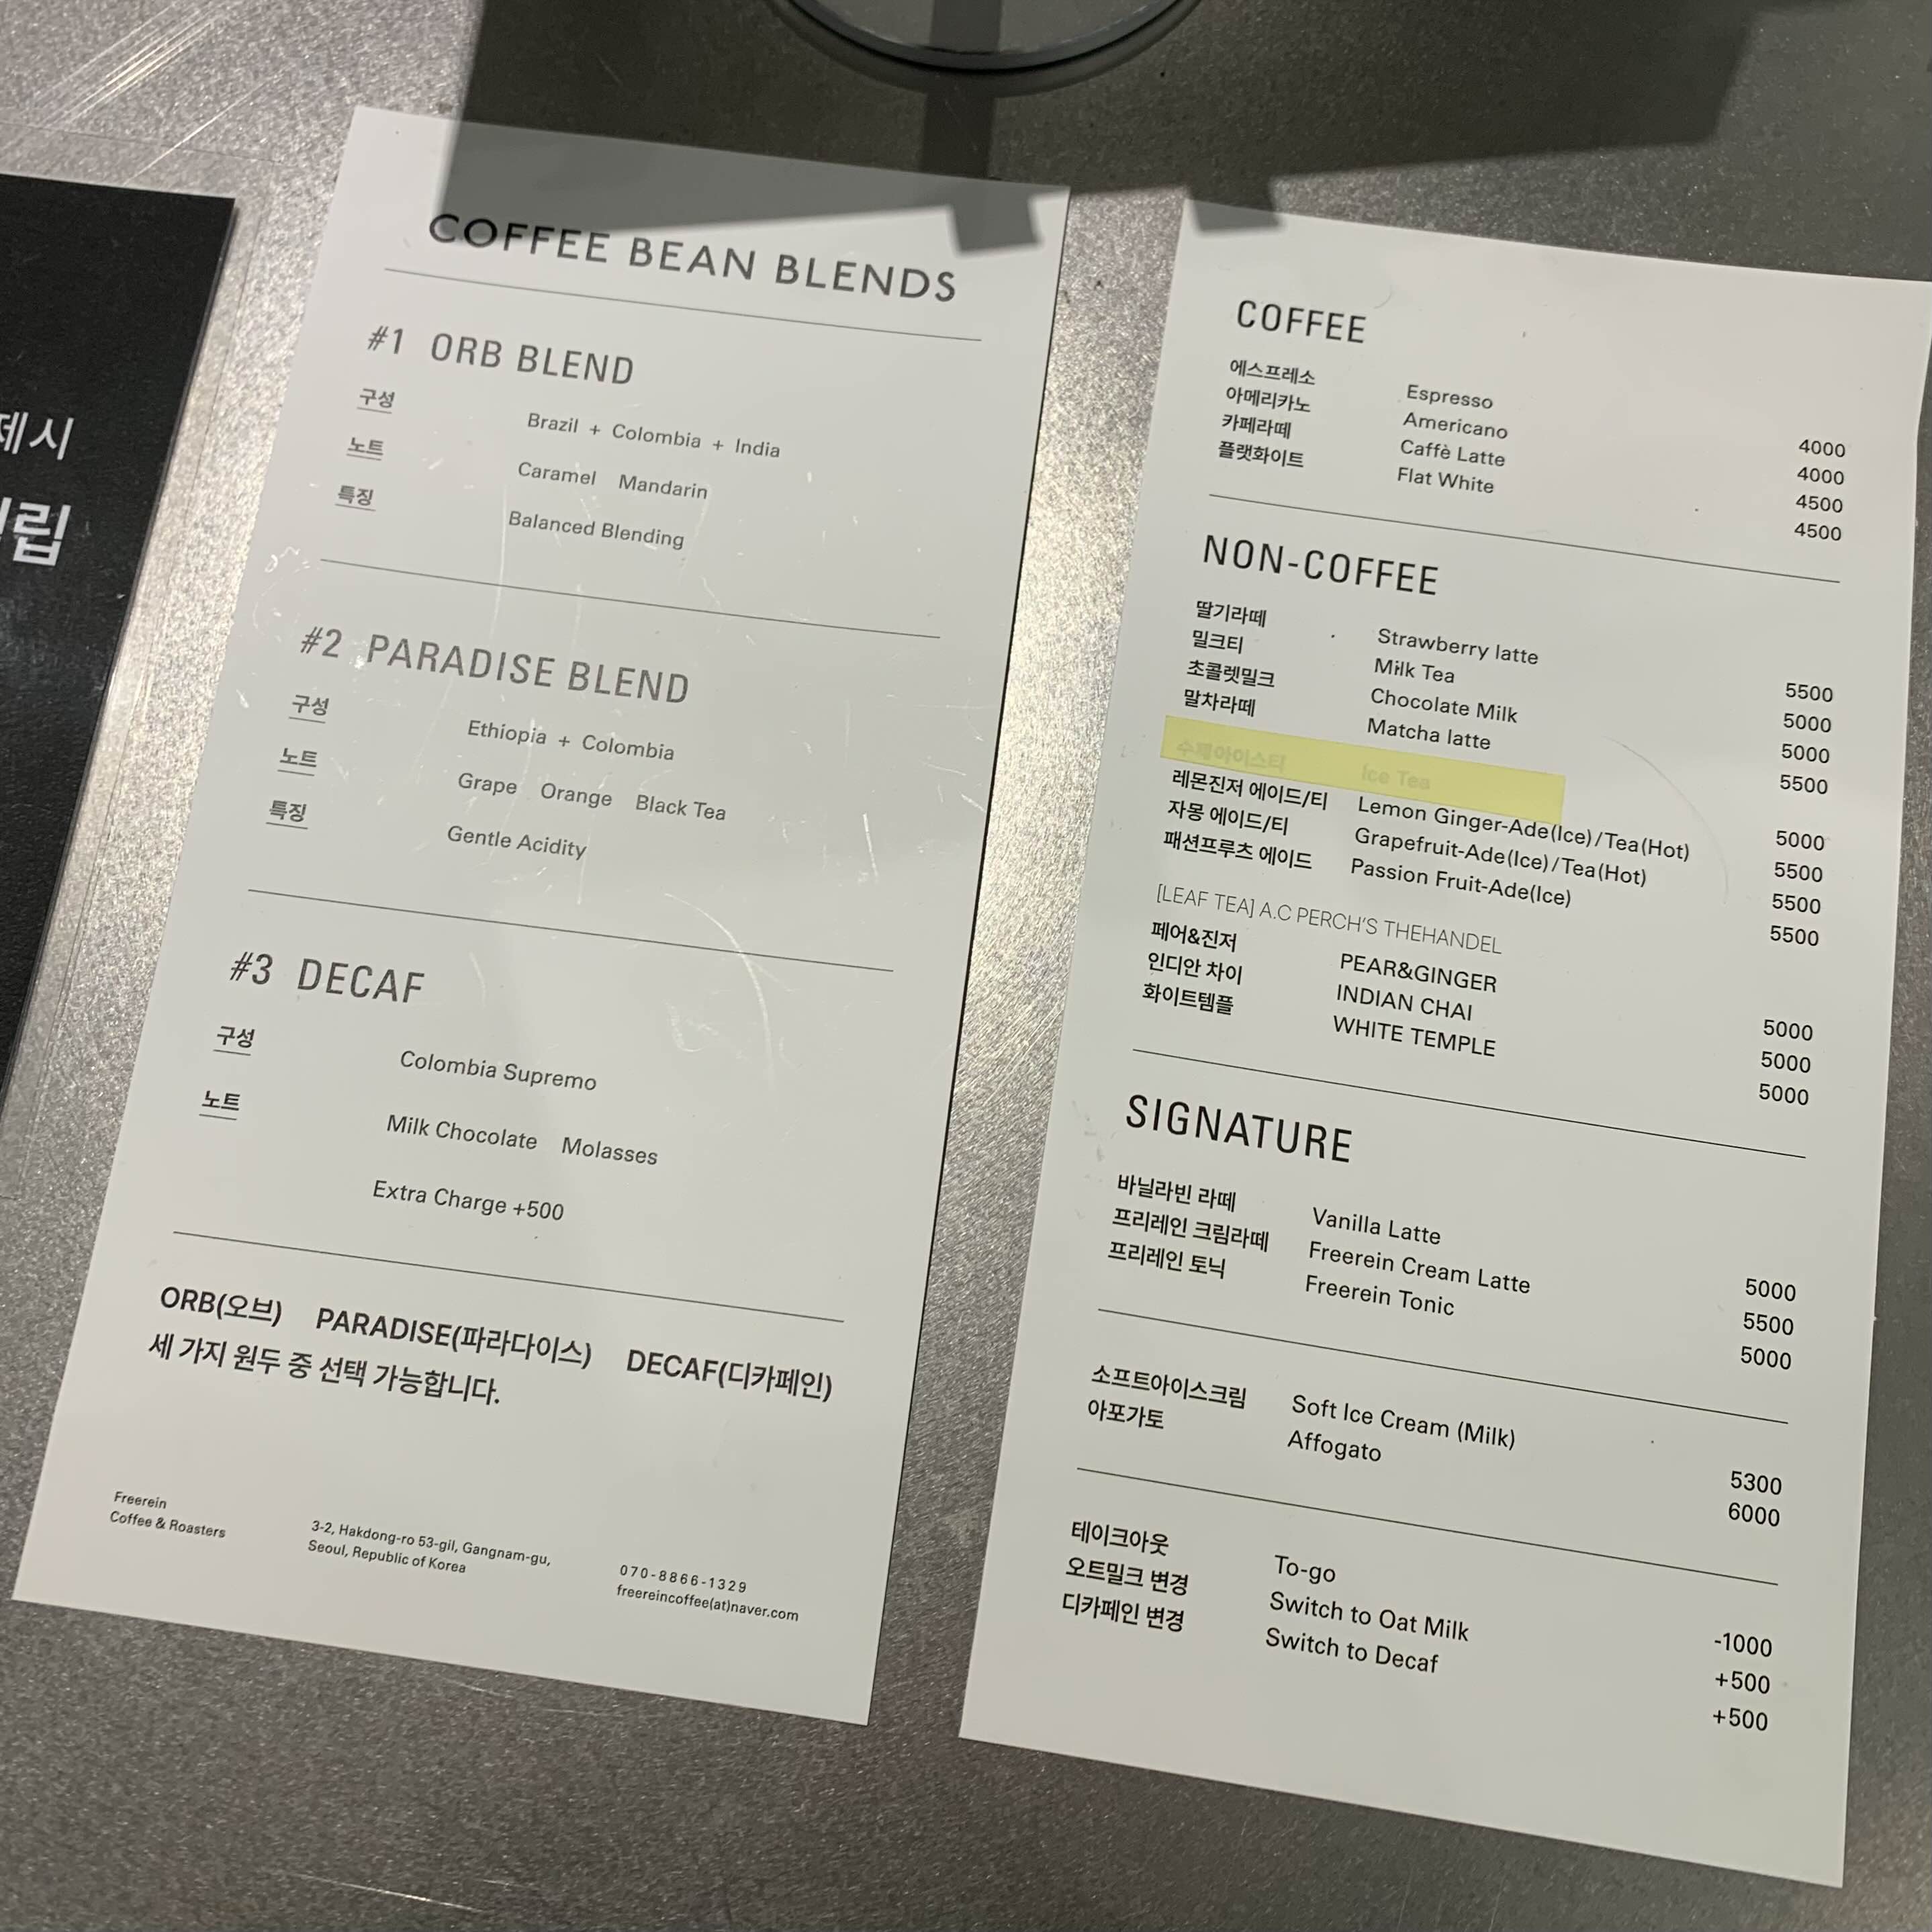 제시
립
COFFEE BEAN BLENDS
#1 ORB BLEND
구성 Brazil + Colombia + India
노트 Caramel Mandarin
특징 Balanced Blending
#2 PARADISE BLEND
구성 Ethiopia + Colombia
노트 Grape Orange Black Tea
특징 Gentle Acidity
#3 DECAF
구성 Colombia Supremo
노트 Milk Chocolate Molasses
Extra Charge +500
ORB(오브) PARADISE(파라다이스) DECAF(디카페인)
세 가지 원두 중 선택 가능합니다.
Freerein
Coffee & Roasters
3-2, Hakdong-ro 53-gil, Gangnam-gu,
Seoul, Republic of Korea
070-8866-1329
freereincoffee(at)naver.com
COFFEE
에스프레소 Espresso 4000
아메리카노 Americano 4000
카페라떼 Caffè Latte 4500
플랫화이트 Flat White 4500
NON-COFFEE
딸기라떼 Strawberry latte 5500
밀크티 Milk Tea 5000
초콜렛밀크 Chocolate Milk 5000
말차라떼 Matcha latte 5500
수제아이스티 Ice Tea 5000
레몬진저 에이드/티 Lemon Ginger-Ade(Ice)/Tea(Hot) 5500
자몽 에이드/티 Grapefruit-Ade(Ice)/Tea(Hot) 5500
패션프루츠 에이드 Passion Fruit-Ade(Ice) 5500
[LEAF TEA] A.C PERCH'S THEHANDEL
페어&진저 PEAR&GINGER 5000
인디안 차이 INDIAN CHAI 5000
화이트템플 WHITE TEMPLE 5000
SIGNATURE
바닐라빈 라떼 Vanilla Latte 5000
프리레인 크림라떼 Freerein Cream Latte 5500
프리레인 토닉 Freerein Tonic 5000
소프트아이스크림 Soft Ice Cream (Milk) 5300
아포가토 Affogato 6000
테이크아웃 To-go -1000
오트밀크 변경 Switch to Oat Milk +500
디카페인 변경 Switch to Decaf +500